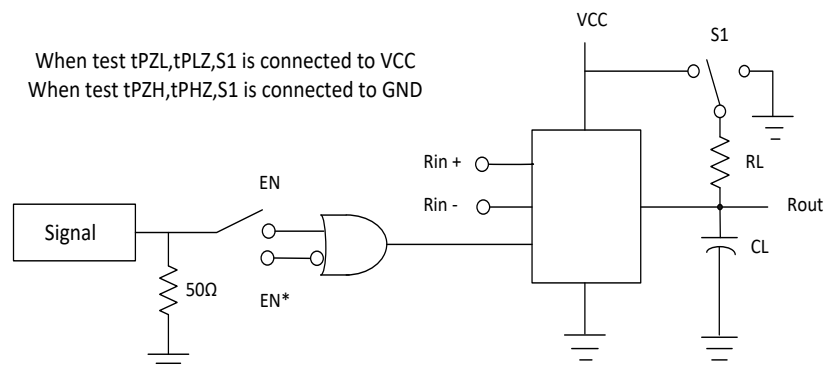 VCC
S1
When test tPZL,tPLZ,S1 is connected to VCC
When test tPZH,tPHZ,S1 is connected to GND
Rin +
RL
EN
Rin -
Rout
Signal
CL
50Ω
EN*